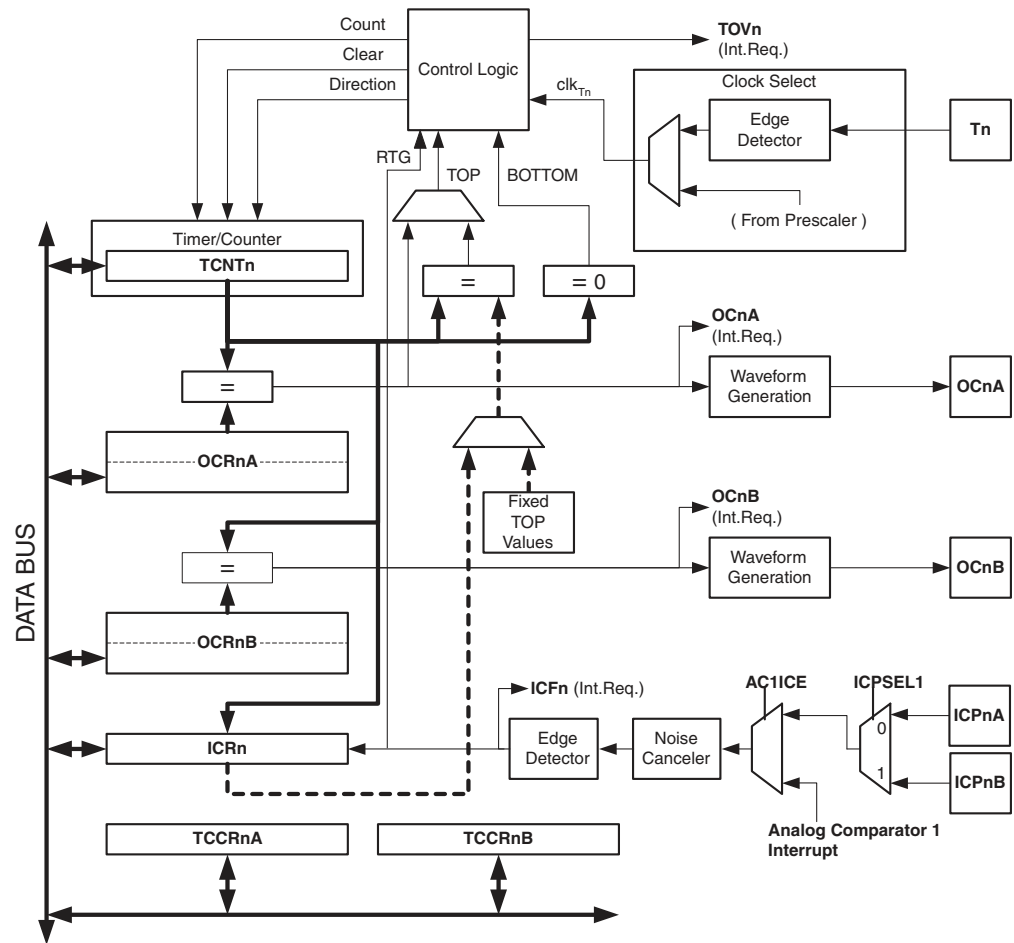 Count
Clear
Direction
Control Logic
TOVn
(Int.Req.)
clkTn
Clock Select
Edge
Detector
Tn
( From Prescaler )
RTG
TOP
BOTTOM
Timer/Counter
TCNTn
=
= 0
OCnA
(Int.Req.)
=
Waveform
Generation
OCnA
OCRnA
Fixed
TOP
Values
OCnB
(Int.Req.)
=
Waveform
Generation
OCnB
OCRnB
DATA BUS
ICFn (Int.Req.)
AC1ICE
ICPSEL1
ICRn
Edge
Detector
Noise
Canceler
0
1
ICPnA
ICPnB
Analog Comparator 1
Interrupt
TCCRnA
TCCRnB